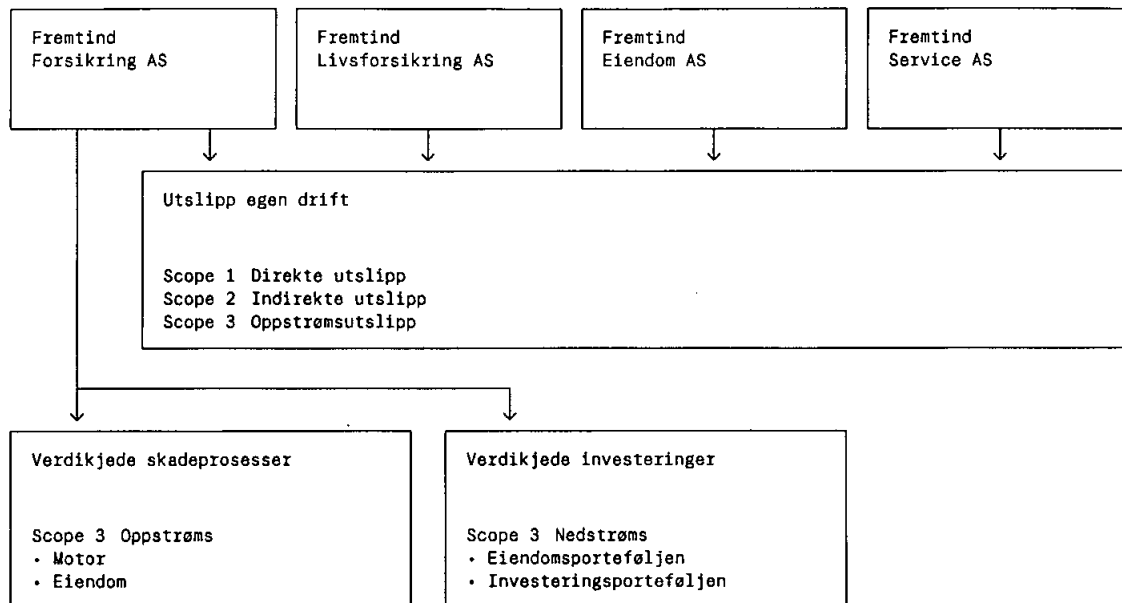 Fremtind
Forsikring AS
Fremtind
Livsforsikring AS
Fremtind
Eiendom AS
Fremtind
Service AS
Utslipp egen drift
Scope 1 Direkte utslipp
Scope 2 Indirekte utslipp
Scope 3 Oppstrømsutslipp
Verdikjede skadeprosesser
Scope 3 Oppstrøms
• Motor
• Eiendom
Verdikjede investeringer
Scope 3 Nedstrøms
• Eiendomsporteføljen
• Investeringsporteføljen